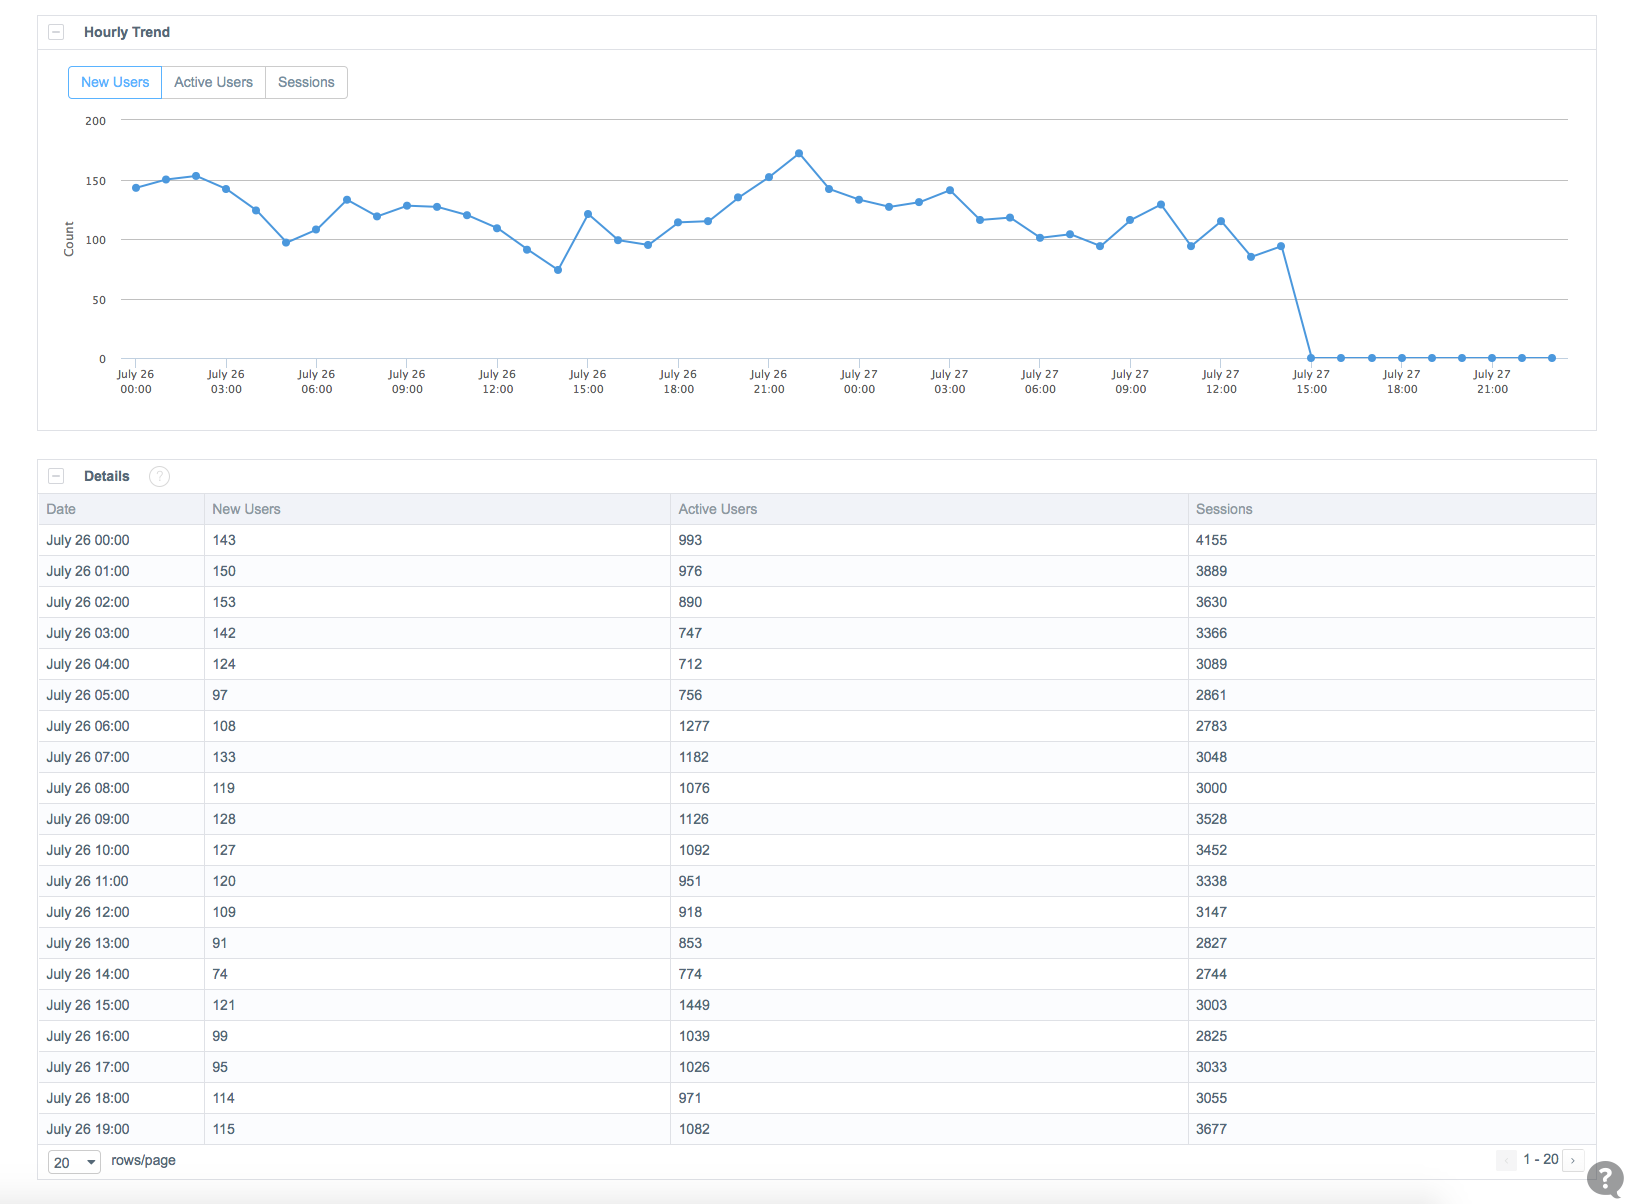 Hourly Trend
New Users Active Users Sessions
200
150
100
50
0
Count
July 26 00:00 July 26 03:00 July 26 06:00 July 26 09:00 July 26 12:00 July 26 15:00 July 26 18:00 July 26 21:00 July 27 00:00 July 27 03:00 July 27 06:00 July 27 09:00 July 27 12:00 July 27 15:00 July 27 18:00 July 27 21:00
Details ?
Date New Users Active Users Sessions
July 26 00:00 143 993 4155
July 26 01:00 150 976 3889
July 26 02:00 153 890 3630
July 26 03:00 142 747 3366
July 26 04:00 124 712 3089
July 26 05:00 97 756 2861
July 26 06:00 108 1277 2783
July 26 07:00 133 1182 3048
July 26 08:00 119 1076 3000
July 26 09:00 128 1126 3528
July 26 10:00 127 1092 3452
July 26 11:00 120 951 3338
July 26 12:00 109 918 3147
July 26 13:00 91 853 2827
July 26 14:00 74 774 2744
July 26 15:00 121 1449 3003
July 26 16:00 99 1039 2825
July 26 17:00 95 1026 3033
July 26 18:00 114 971 3055
July 26 19:00 115 1082 3677
20 rows/page ‹ 1 - 20 ›
?